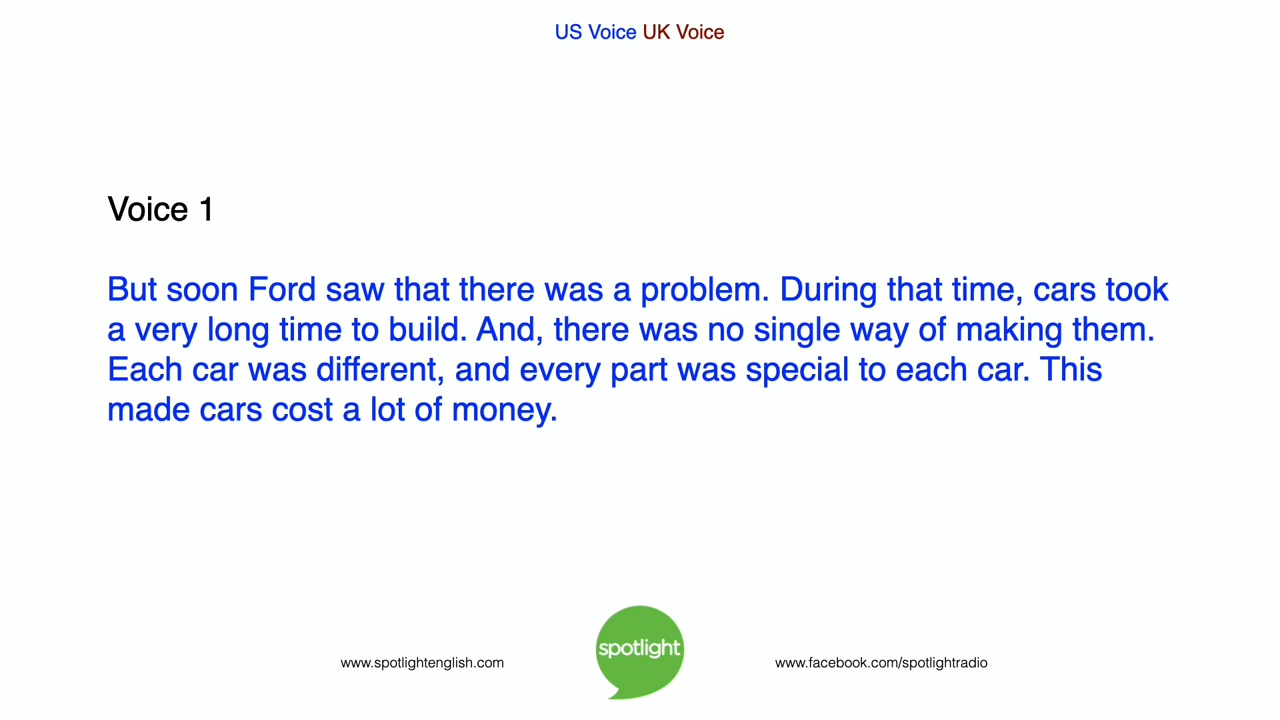 US Voice UK Voice
Voice 1
But soon Ford saw that there was a problem. During that time, cars took
a very long time to build. And, there was no single way of making them.
Each car was different, and every part was special to each car. This
made cars cost a lot of money.
spotlight
www.spotlightenglish.com
www.facebook.com/spotlightradio